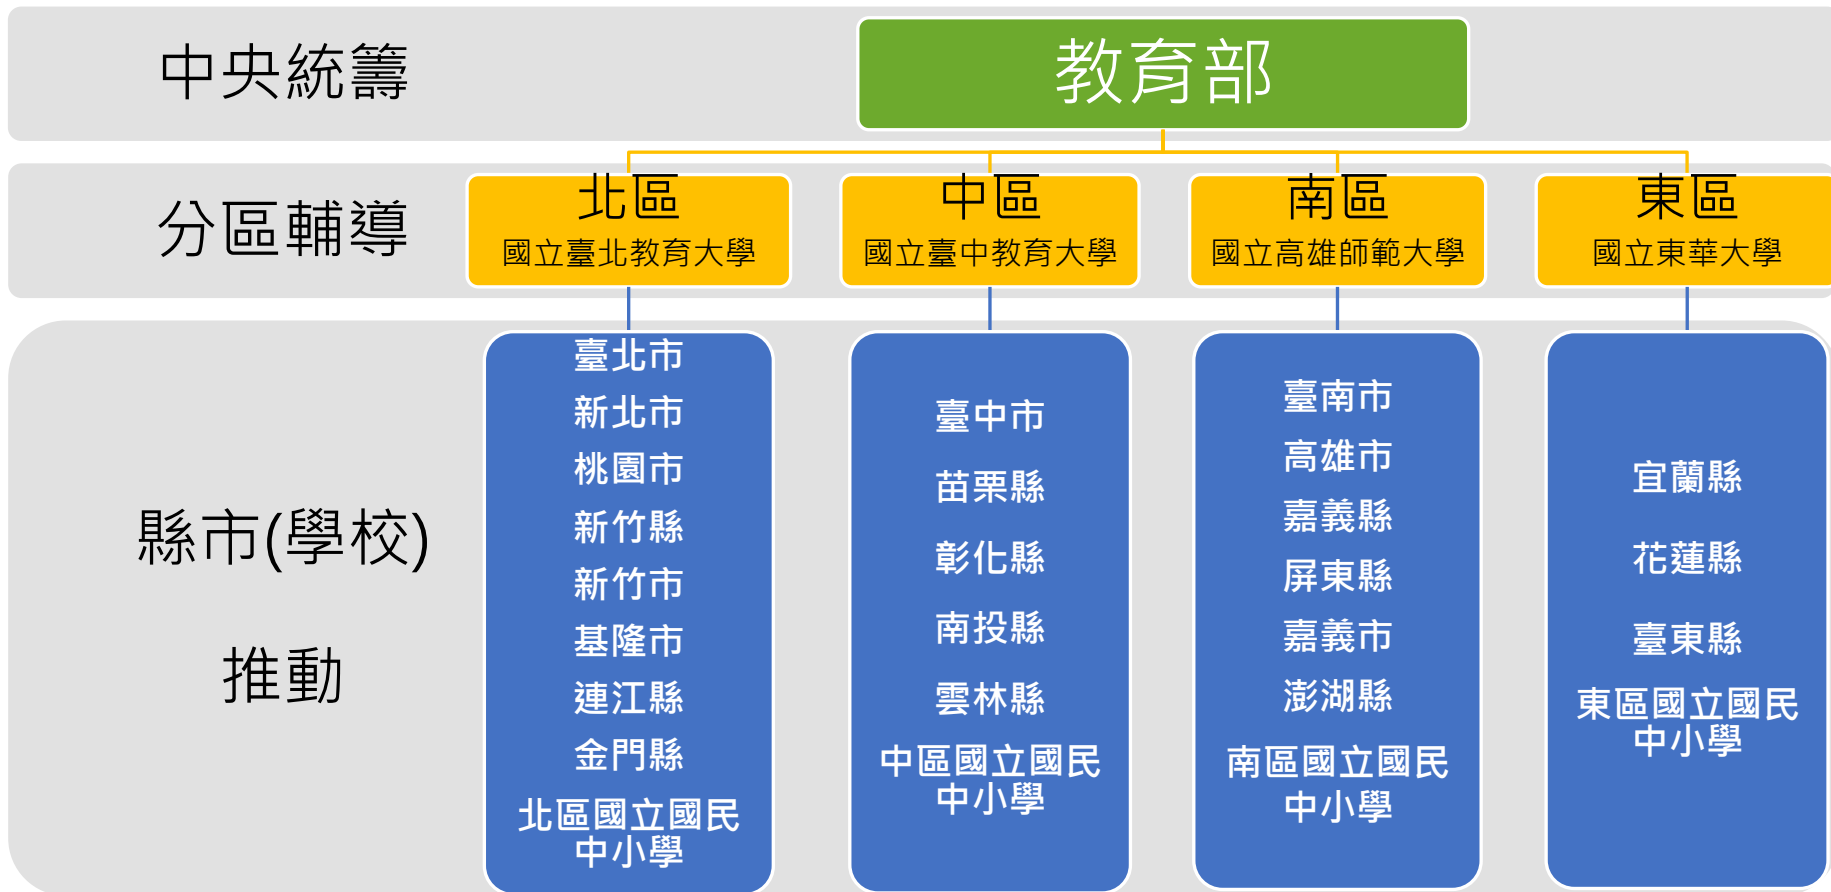 中央統籌
教育部
分區輔導
北區
國立臺北教育大學
中區
國立臺中教育大學
南區
國立高雄師範大學
東區
國立東華大學
縣市(學校)
推動
臺北市
新北市
桃園市
新竹縣
新竹市
基隆市
連江縣
金門縣
北區國立國民
中小學
臺中市
苗栗縣
彰化縣
南投縣
雲林縣
中區國立國民
中小學
臺南市
高雄市
嘉義縣
屏東縣
嘉義市
澎湖縣
南區國立國民
中小學
宜蘭縣
花蓮縣
臺東縣
東區國立國民
中小學